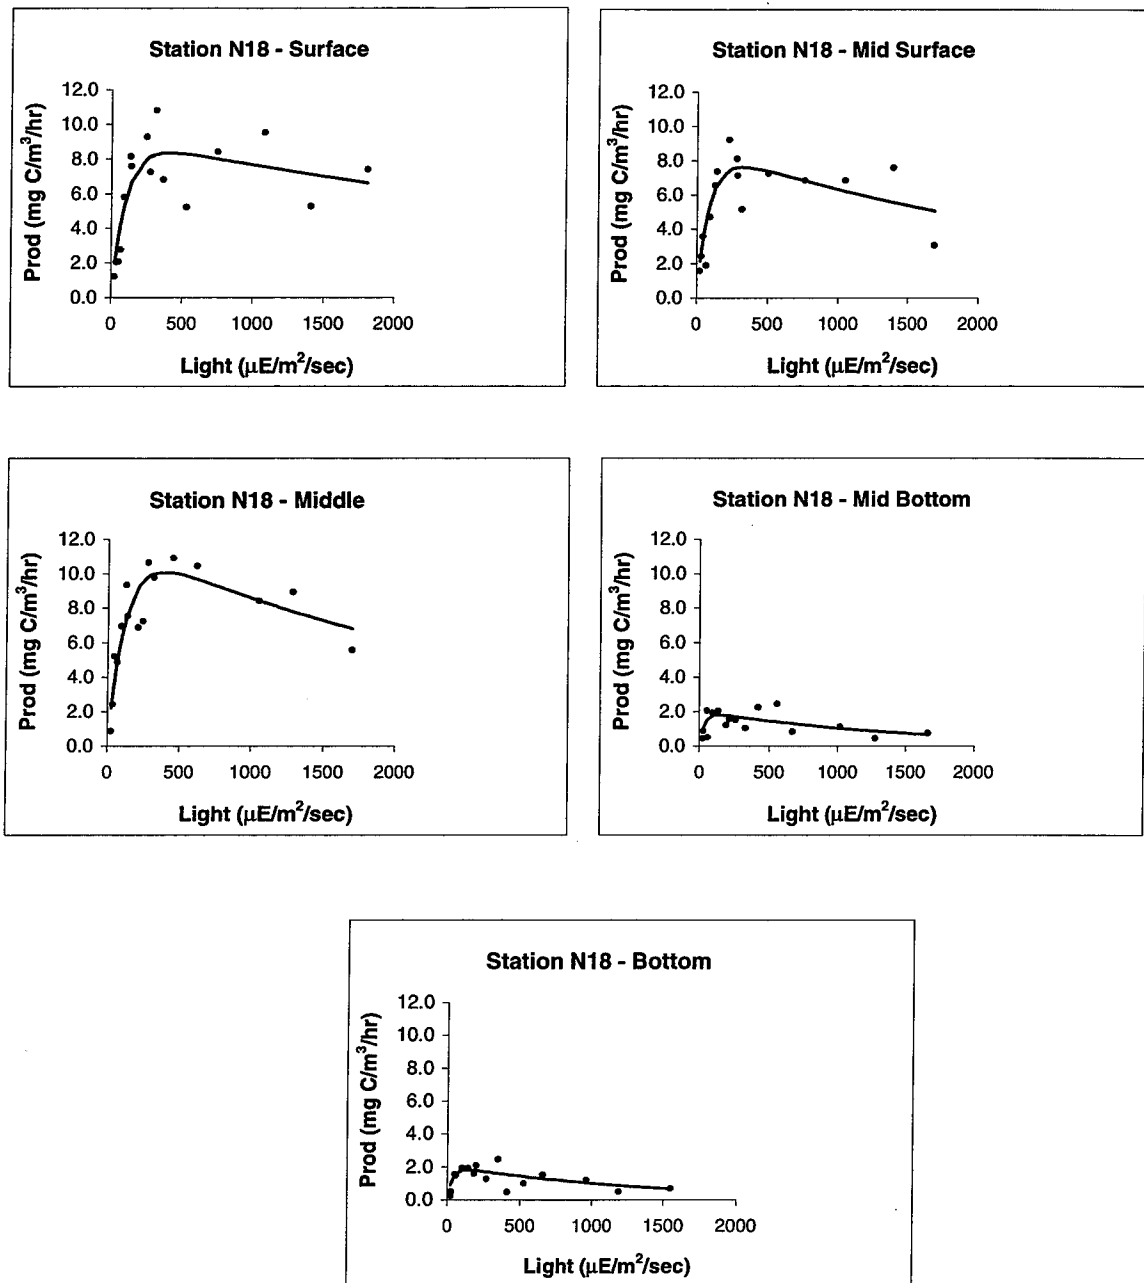 Station N18 - Surface
Prod (mg C/m³/hr)
12.0
10.0
8.0
6.0
4.0
2.0
0.0
0 500 1000 1500 2000
Light (µE/m²/sec)
Station N18 - Mid Surface
Prod (mg C/m³/hr)
12.0
10.0
8.0
6.0
4.0
2.0
0.0
0 500 1000 1500 2000
Light (µE/m²/sec)
Station N18 - Middle
Prod (mg C/m³/hr)
12.0
10.0
8.0
6.0
4.0
2.0
0.0
0 500 1000 1500 2000
Light (µE/m²/sec)
Station N18 - Mid Bottom
Prod (mg C/m³/hr)
12.0
10.0
8.0
6.0
4.0
2.0
0.0
0 500 1000 1500 2000
Light (µE/m²/sec)
Station N18 - Bottom
Prod (mg C/m³/hr)
12.0
10.0
8.0
6.0
4.0
2.0
0.0
0 500 1000 1500 2000
Light (µE/m²/sec)